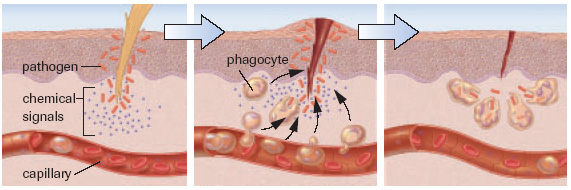 pathogen
chemical
signals
capillary
phagocyte